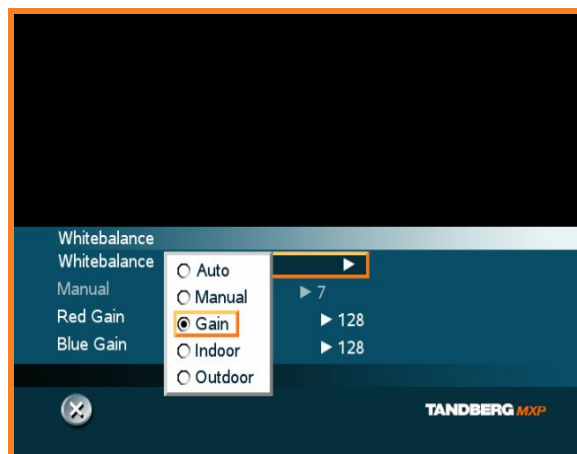 Whitebalance
Whitebalance
Auto
Manual
Gain
Indoor
Outdoor
Manual 7
Red Gain 128
Blue Gain 128
TANDBERG MXP